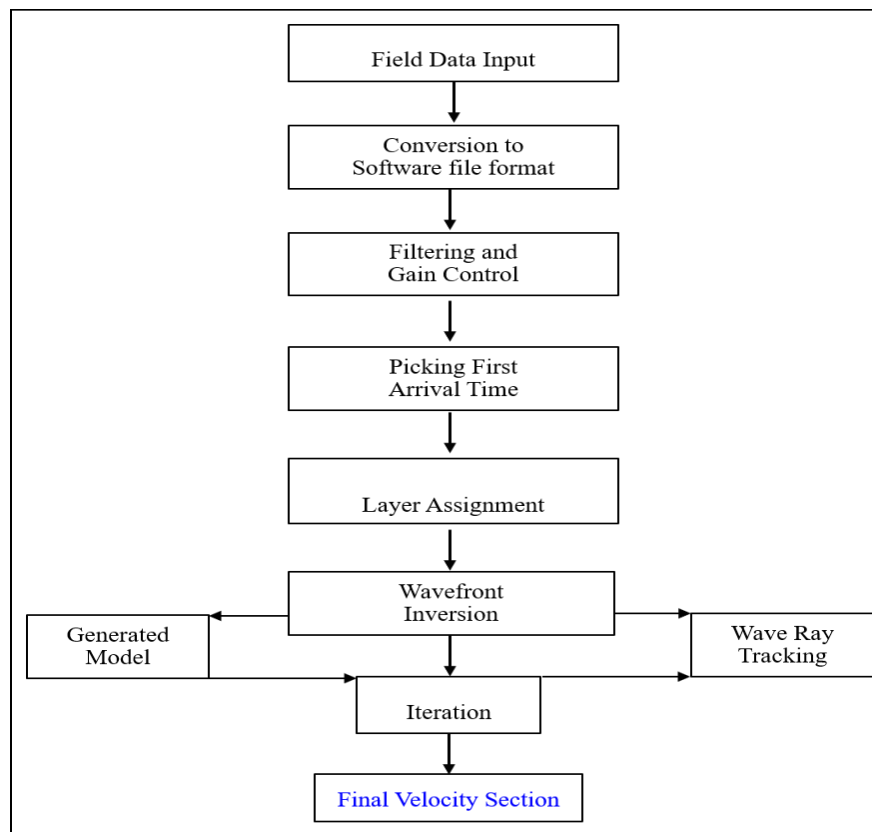 Field Data Input
Conversion to
Software file format
Filtering and
Gain Control
Picking First
Arrival Time
Layer Assignment
Wavefront
Inversion
Generated
Model
Wave Ray
Tracking
Iteration
Final Velocity Section